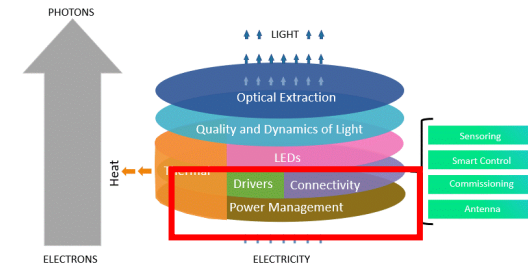 PHOTONS
LIGHT
Optical Extraction
Quality and Dynamics of Light
LEDs
Thermal
Heat
Drivers
Connectivity
Power Management
Sensoring
Smart Control
Commissioning
Antenna
ELECTRONS
ELECTRICITY